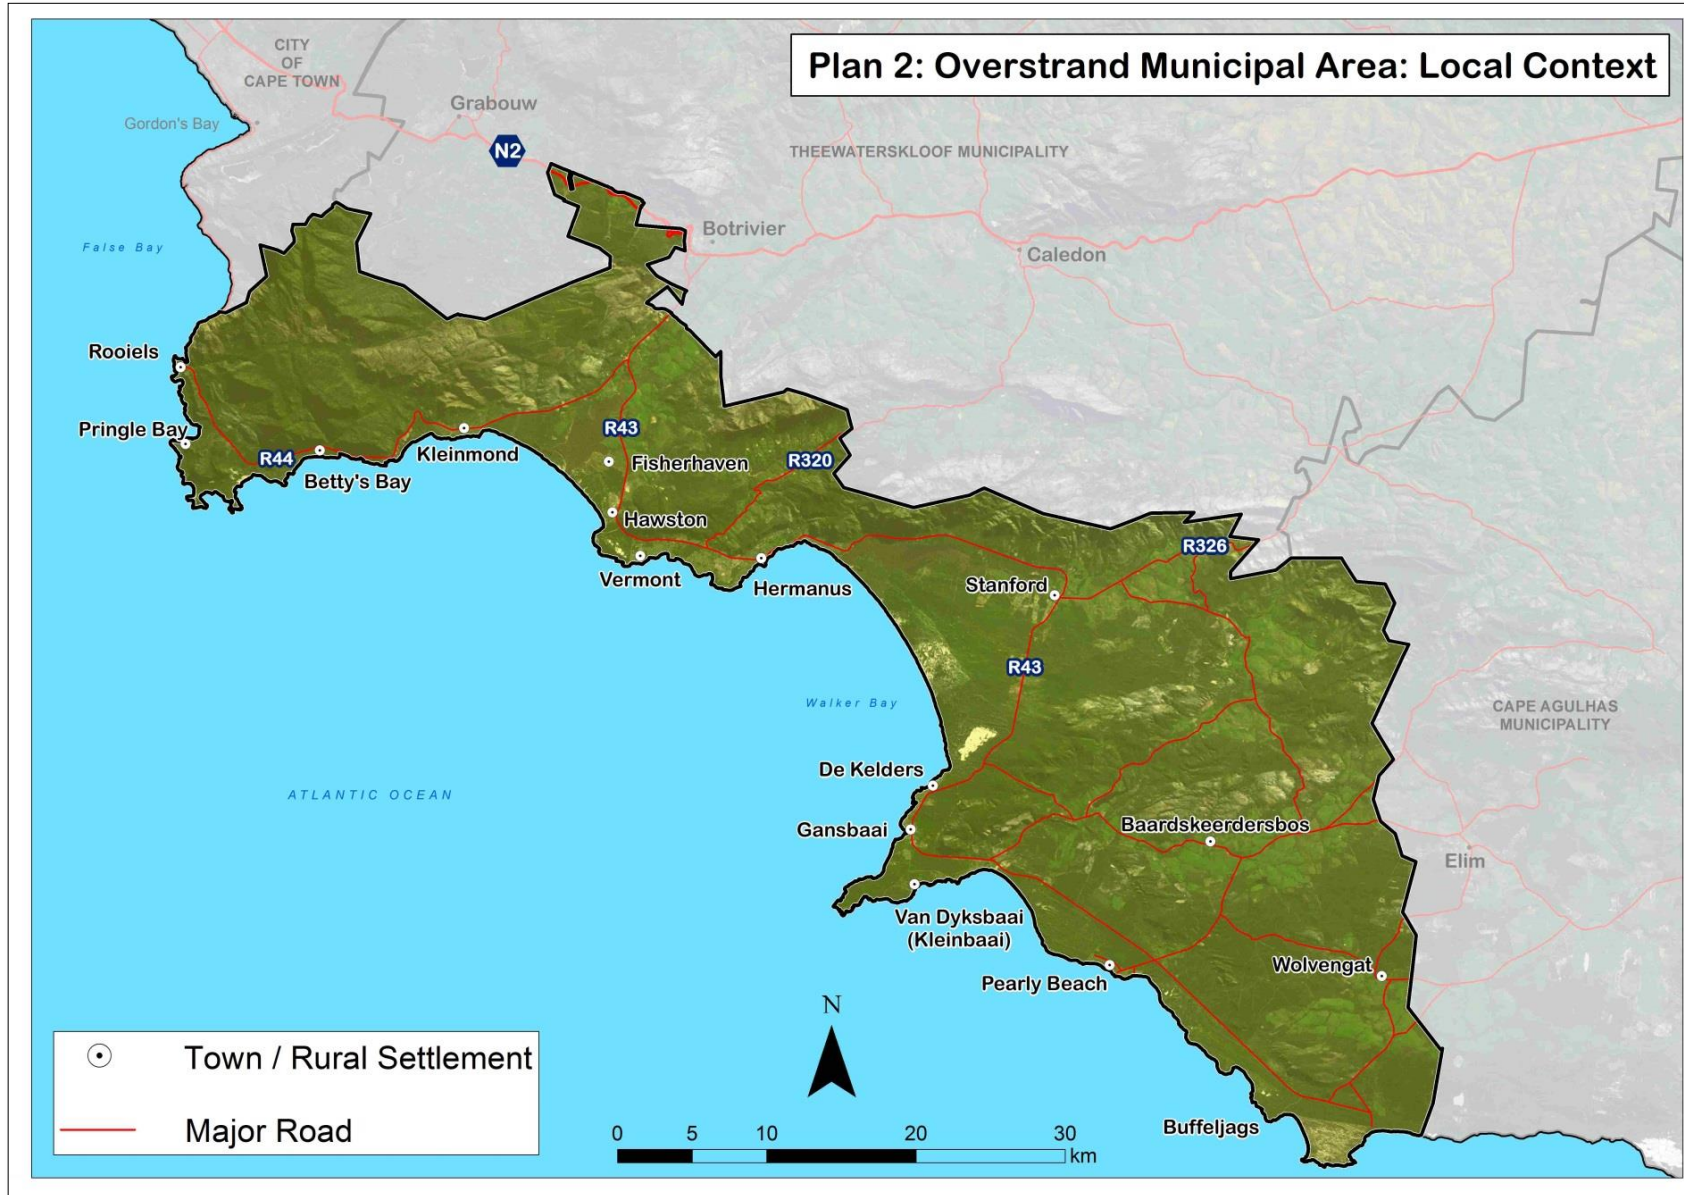 Plan 2: Overstrand Municipal Area: Local Context
CITY
OF
CAPE TOWN
Grabouw
Gordon's Bay
N2
THEEWATERSKLOOF MUNICIPALITY
Botrivier
False Bay
Caledon
Rooiels
Pringle Bay
R44
Betty's Bay
Kleinmond
R43
Fisherhaven
R320
Hawston
Vermont
Hermanus
R326
Stanford
R43
Walker Bay
CAPE AGULHAS
MUNICIPALITY
De Kelders
ATLANTIC OCEAN
Gansbaai
Baardskeerdersbos
Elim
Van Dyksbaai
(Kleinbaai)
Wolvengat
Pearly Beach
N
Buffeljags
Town / Rural Settlement
Major Road
0 5 10 20 30
km